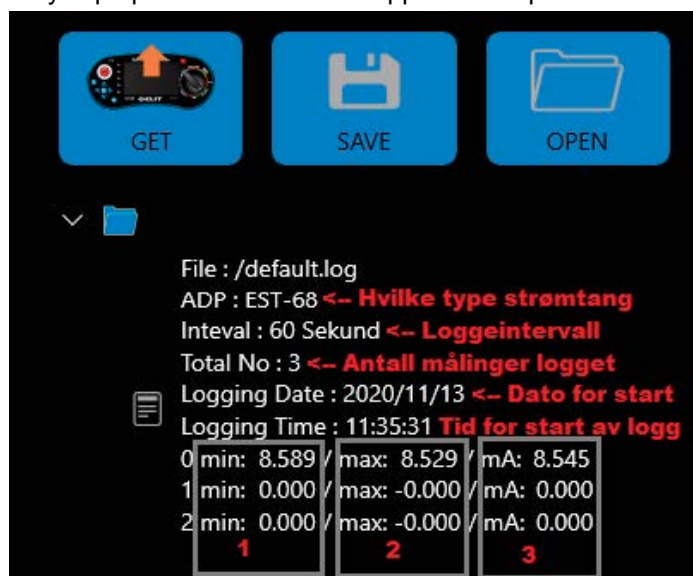 GET
SAVE
OPEN
File : /default.log
ADP : EST-68 <-- Hvilke type strømtang
Inteval : 60 Sekund <-- Loggeintervall
Total No : 3 <-- Antall målinger logget
Logging Date : 2020/11/13 <-- Dato for start
Logging Time : 11:35:31 Tid for start av logg
0 min: 8.589 / max: 8.529 / mA: 8.545
1 min: 0.000 / max: -0.000 / mA: 0.000
2 min: 0.000 / max: -0.000 / mA: 0.000
1 2 3